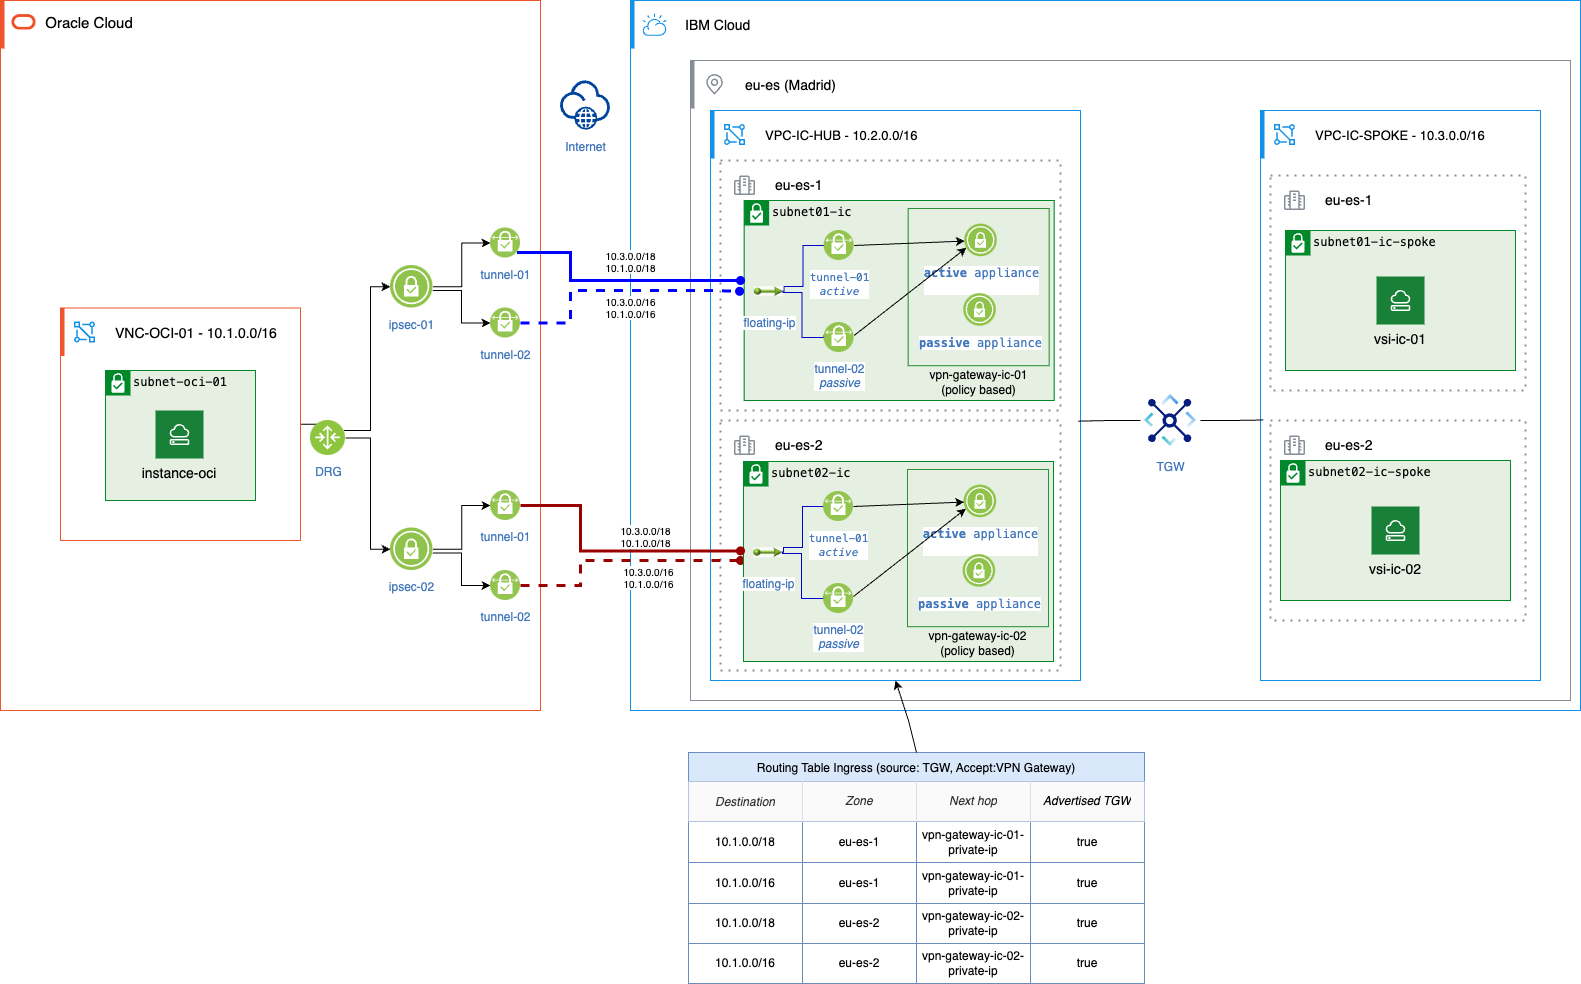 Oracle Cloud
IBM Cloud
Internet
eu-es (Madrid)
VPC-IC-HUB - 10.2.0.0/16
VPC-IC-SPOKE - 10.3.0.0/16
eu-es-1
subnet01-ic
tunnel-01
active
active appliance
floating-ip
passive appliance
tunnel-02
passive
vpn-gateway-ic-01
(policy based)
eu-es-1
subnet01-ic-spoke
vsi-ic-01
tunnel-01
10.3.0.0/18
10.1.0.0/18
10.3.0.0/16
10.1.0.0/16
ipsec-01
tunnel-02
VNC-OCI-01 - 10.1.0.0/16
subnet-oci-01
instance-oci
DRG
TGW
eu-es-2
subnet02-ic
tunnel-01
active
active appliance
floating-ip
passive appliance
tunnel-02
passive
vpn-gateway-ic-02
(policy based)
eu-es-2
subnet02-ic-spoke
vsi-ic-02
tunnel-01
10.3.0.0/18
10.1.0.0/18
10.3.0.0/16
10.1.0.0/16
ipsec-02
tunnel-02
Routing Table Ingress (source: TGW, Accept:VPN Gateway)
Destination Zone Next hop Advertised TGW
10.1.0.0/18 eu-es-1 vpn-gateway-ic-01-
private-ip true
10.1.0.0/16 eu-es-1 vpn-gateway-ic-01-
private-ip true
10.1.0.0/18 eu-es-2 vpn-gateway-ic-02-
private-ip true
10.1.0.0/16 eu-es-2 vpn-gateway-ic-02-
private-ip true